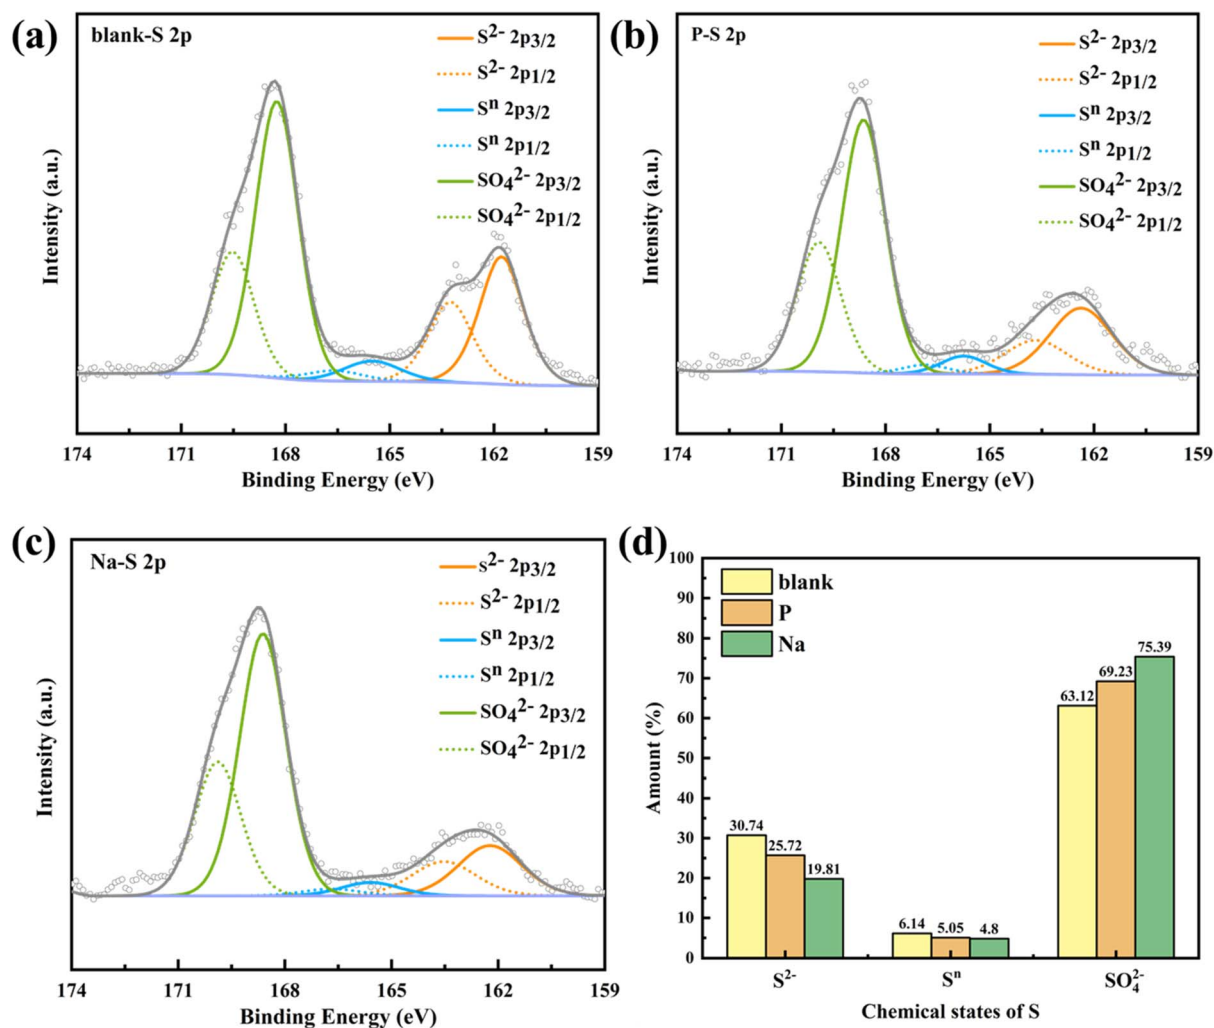 (a)
blank-S 2p
S²⁻ 2p3/2
S²⁻ 2p1/2
Sⁿ 2p3/2
Sⁿ 2p1/2
SO₄²⁻ 2p3/2
SO₄²⁻ 2p1/2
Intensity (a.u.)
174 171 168 165 162 159
Binding Energy (eV)
(b)
P-S 2p
S²⁻ 2p3/2
S²⁻ 2p1/2
Sⁿ 2p3/2
Sⁿ 2p1/2
SO₄²⁻ 2p3/2
SO₄²⁻ 2p1/2
Intensity (a.u.)
174 171 168 165 162 159
Binding Energy (eV)
(c)
Na-S 2p
S²⁻ 2p3/2
S²⁻ 2p1/2
Sⁿ 2p3/2
Sⁿ 2p1/2
SO₄²⁻ 2p3/2
SO₄²⁻ 2p1/2
Intensity (a.u.)
174 171 168 165 162 159
Binding Energy (eV)
(d)
blank
P
Na
Amount (%)
100
90
80
70
60
50
40
30
20
10
0
30.74 25.72 19.81
6.14 5.05 4.8
63.12 69.23 75.39
S²⁻ Sⁿ SO₄²⁻
Chemical states of S